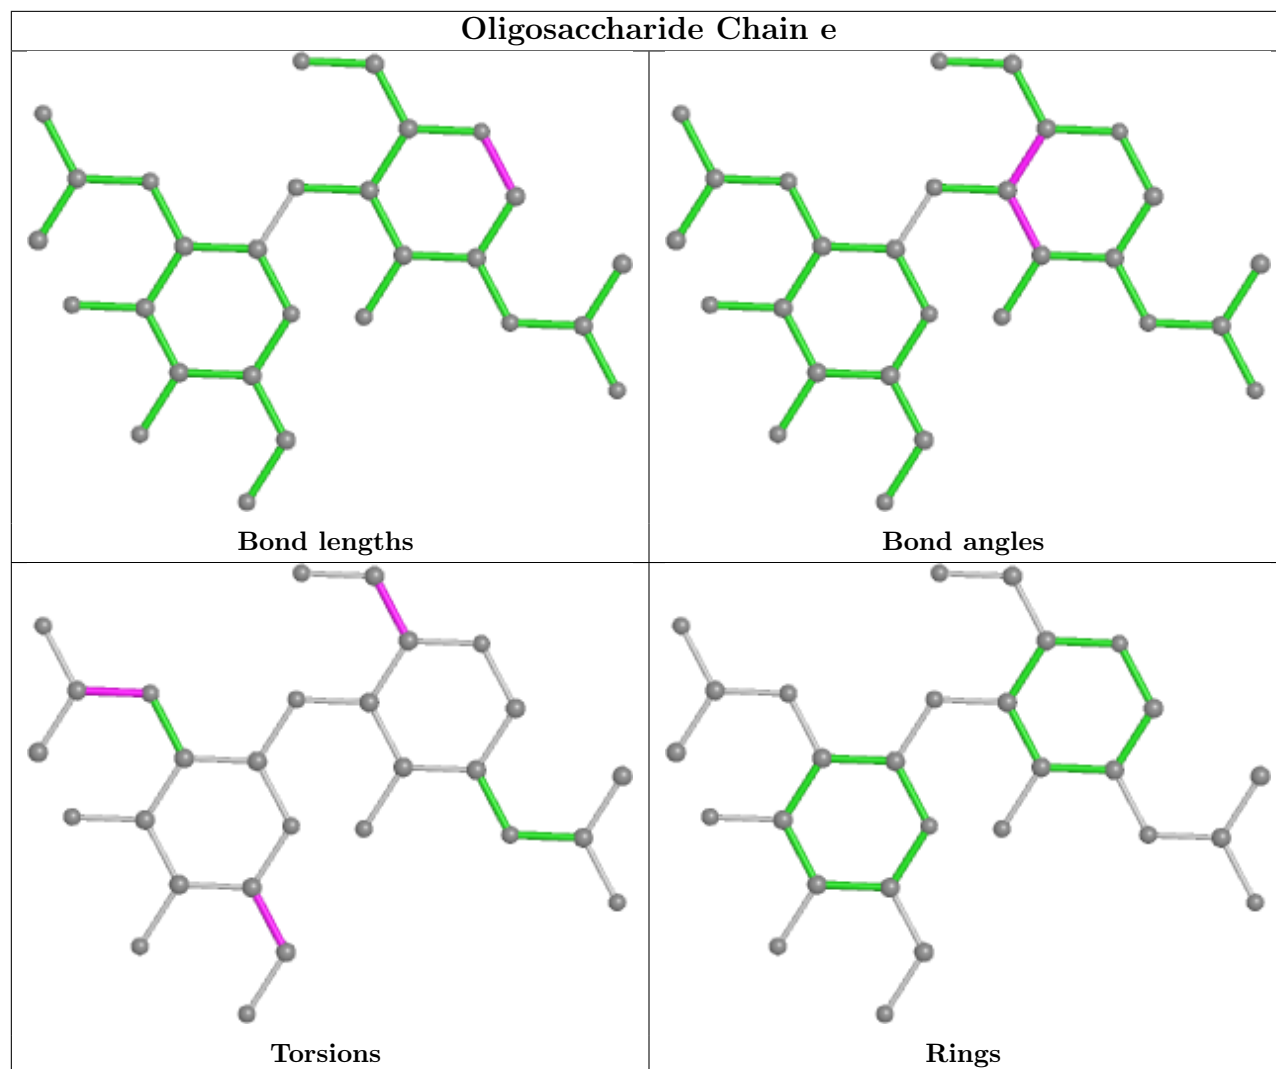 Oligosaccharide Chain e
Bond lengths
Bond angles
Torsions
Rings